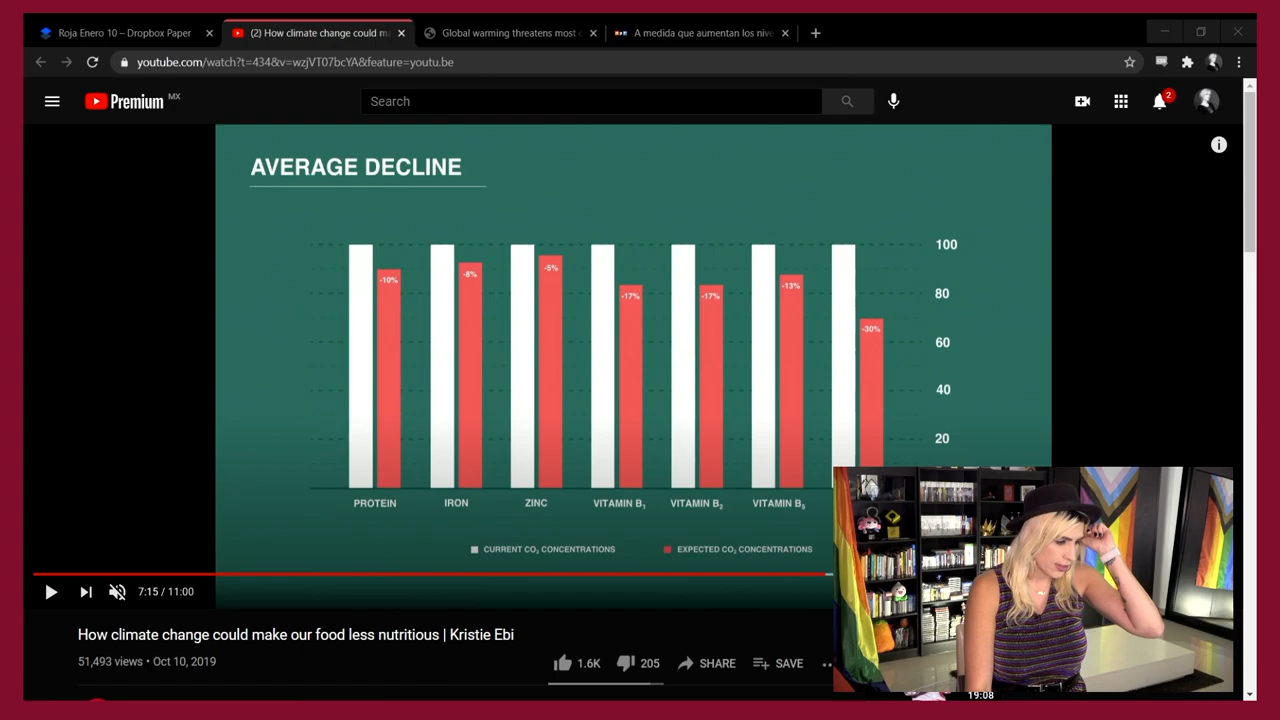 Roja Enero 10 – Dropbox Paper
(2) How climate change could m
Global warming threatens most
A medida que aumentan los nive
youtube.com/watch?t=434&v=wzjVT07bcYA&feature=youtu.be
Premium MX
Search
2
AVERAGE DECLINE
100
80
60
40
20
-10%
-8%
-5%
-17%
-17%
-13%
-30%
PROTEIN
IRON
ZINC
VITAMIN B₁
VITAMIN B₂
VITAMIN B₅
CURRENT CO₂ CONCENTRATIONS
EXPECTED CO₂ CONCENTRATIONS
7:15 / 11:00
How climate change could make our food less nutritious | Kristie Ebi
51,493 views • Oct 10, 2019
1.6K
205
SHARE
SAVE
19:08